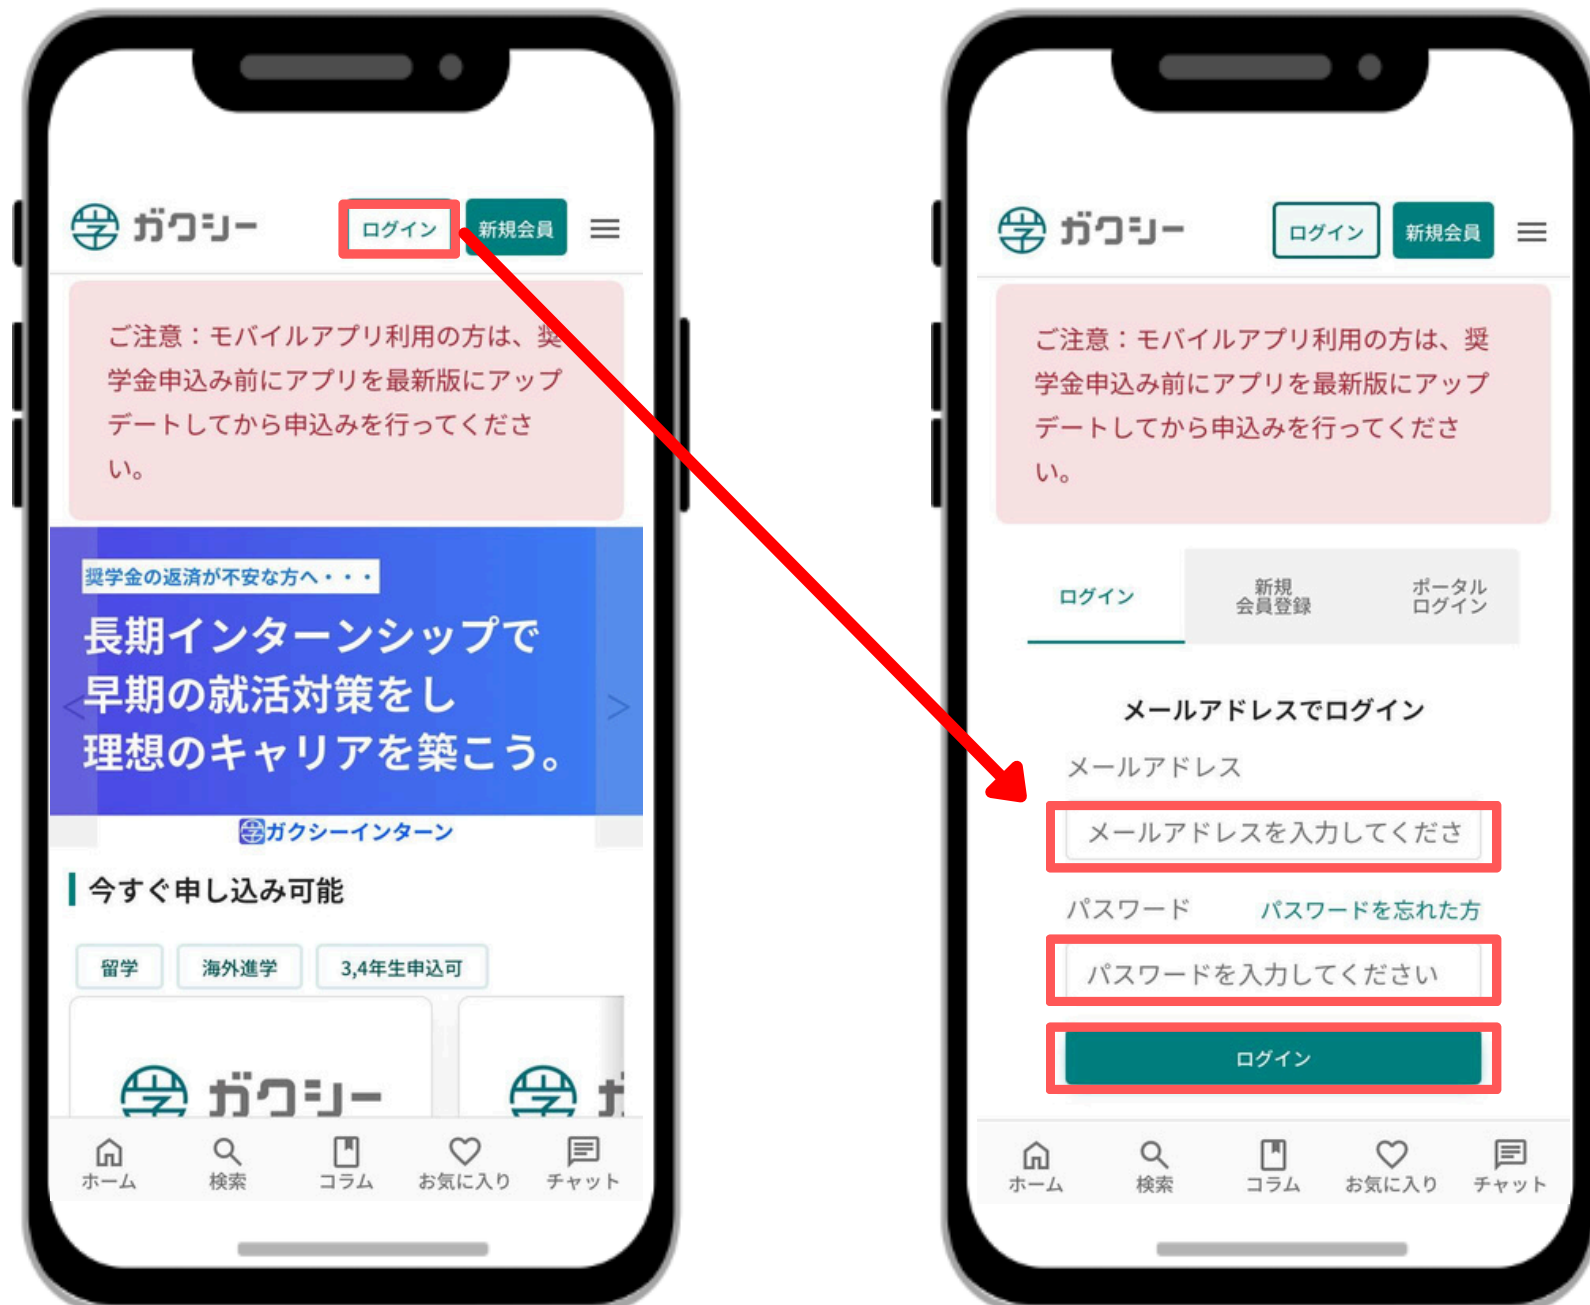 ガクシー
ログイン
新規会員
ご注意：モバイルアプリ利用の方は、奨
学金申込み前にアプリを最新版にアップ
デートしてから申込みを行ってくださ
い。
奨学金の返済が不安な方へ・・・
長期インターンシップで
早期の就活対策をし
理想のキャリアを築こう。
ガクシーインターン
今すぐ申し込み可能
留学
海外進学
3,4年生申込可
ガクシー
ガ
ホーム
検索
コラム
お気に入り
チャット
ガクシー
ログイン
新規会員
ご注意：モバイルアプリ利用の方は、奨
学金申込み前にアプリを最新版にアップ
デートしてから申込みを行ってくださ
い。
ログイン
新規
会員登録
ポータル
ログイン
メールアドレスでログイン
メールアドレス
メールアドレスを入力してくださ
パスワード
パスワードを忘れた方
パスワードを入力してください
ログイン
ホーム
検索
コラム
お気に入り
チャット